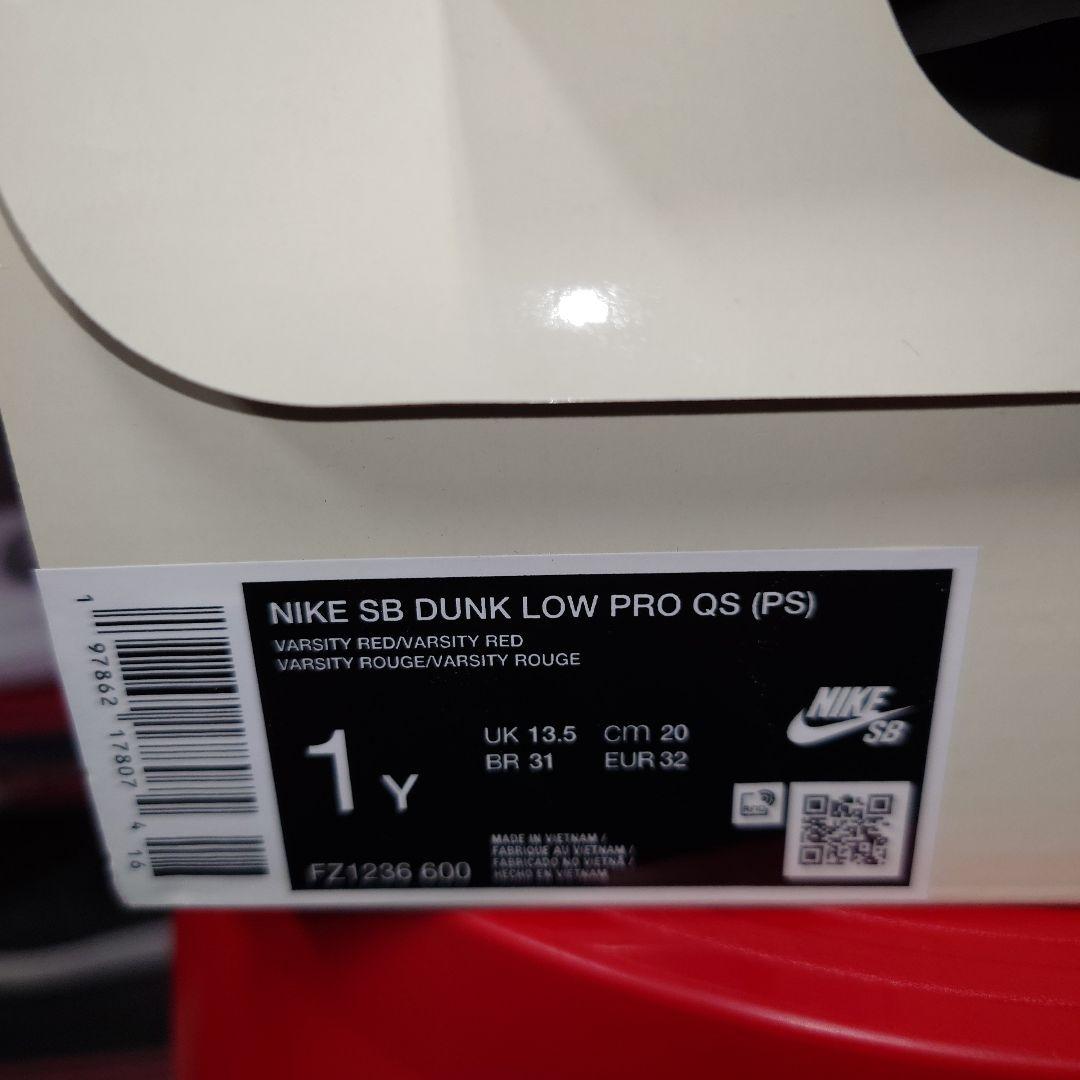 NIKE SB DUNK LOW PRO QS (PS)
VARSITY RED/VARSITY RED
VARSITY ROUGE/VARSITY ROUGE
1 Y
UK 13.5 cm 20
BR 31 EUR 32
NIKE
SB
FZ1236 600
MADE IN VIETNAM /
FABRIQUE AU VIETNAM /
FABRICADO NO VIETNÃ /
HECHO EN VIETNAM
1 97862 17807 4 16